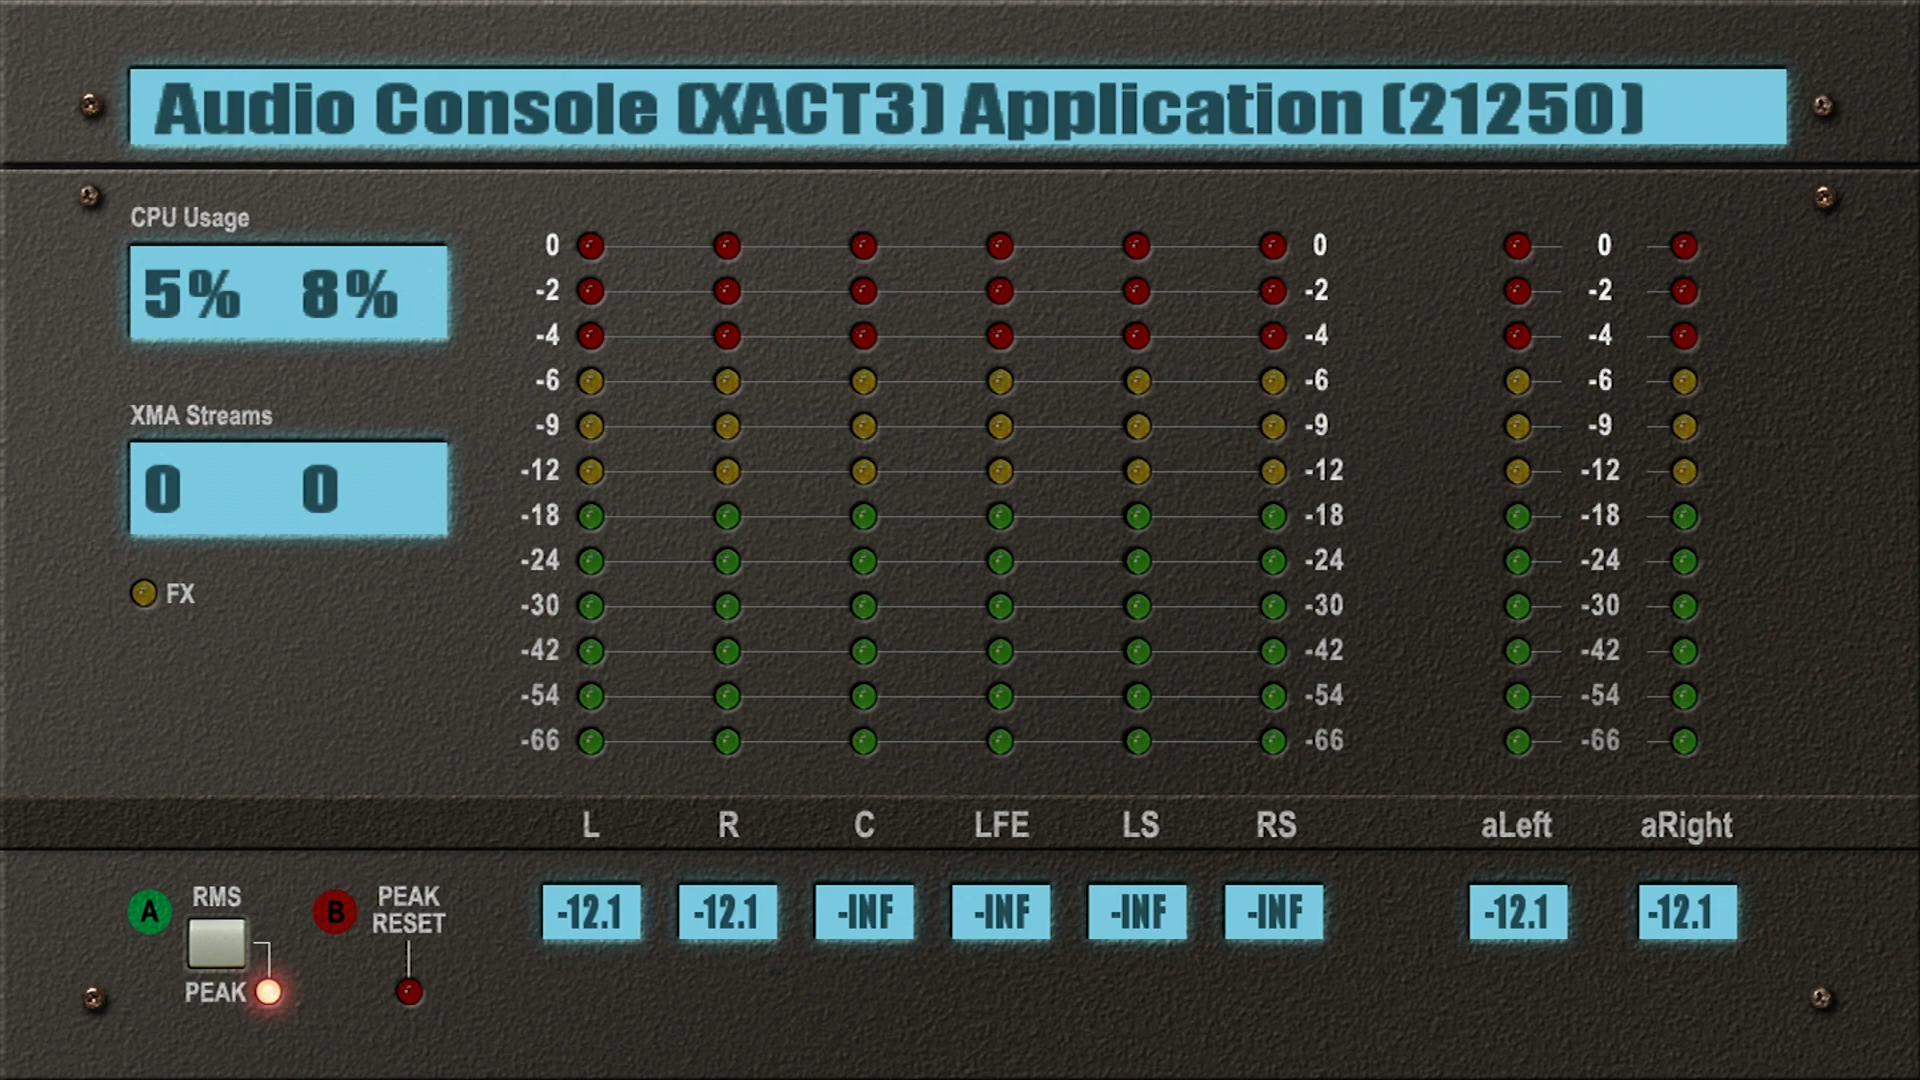 Audio Console (XACT3) Application (21250)
CPU Usage
5% 8%
XMA Streams
0 0
FX
0 0 0
-2 -2 -2
-4 -4 -4
-6 -6 -6
-9 -9 -9
-12 -12 -12
-18 -18 -18
-24 -24 -24
-30 -30 -30
-42 -42 -42
-54 -54 -54
-66 -66 -66
L R C LFE LS RS aLeft aRight
A RMS
PEAK
B PEAK
RESET
-12.1 -12.1 -INF -INF -INF -INF -12.1 -12.1